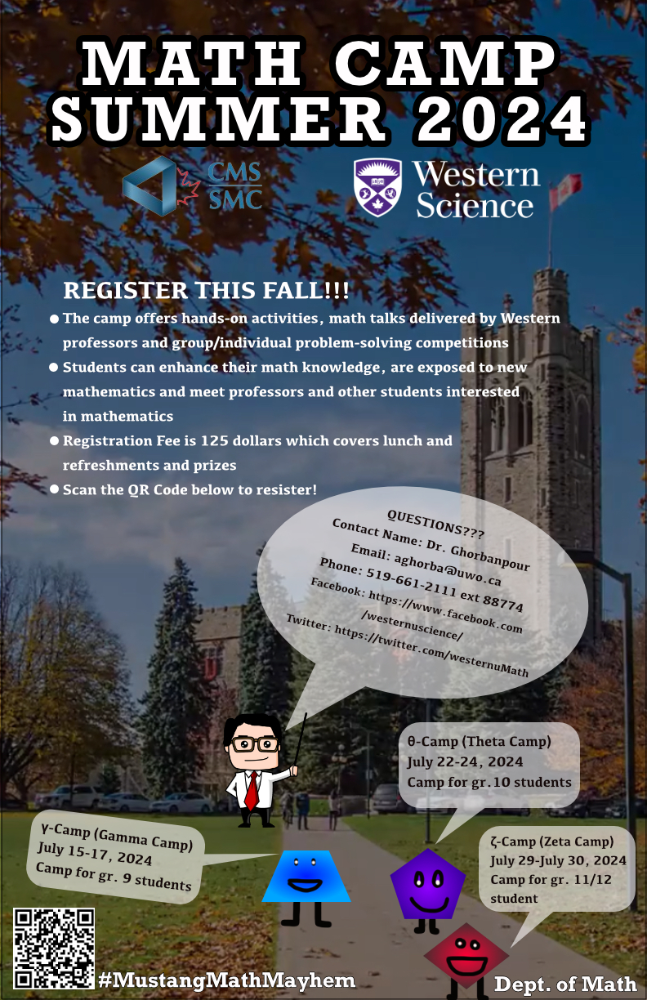 MATH CAMP
SUMMER 2024
CMS
SMC
Western
Science
REGISTER THIS FALL!!!
● The camp offers hands-on activities, math talks delivered by Western
professors and group/individual problem-solving competitions
● Students can enhance their math knowledge, are exposed to new
mathematics and meet professors and other students interested
in mathematics
● Registration Fee is 125 dollars which covers lunch and
refreshments and prizes
● Scan the QR Code below to resister!
QUESTIONS???
Contact Name: Dr. Ghorbanpour
Email: aghorba@uwo.ca
Phone: 519-661-2111 ext 88774
Facebook: https://www.facebook.com
/westernuscience/
Twitter: https://twitter.com/westernuMath
θ-Camp (Theta Camp)
July 22-24, 2024
Camp for gr.10 students
γ-Camp (Gamma Camp)
July 15-17, 2024
Camp for gr. 9 students
ζ-Camp (Zeta Camp)
July 29-July 30, 2024
Camp for gr. 11/12
student
#MustangMathMayhem
Dept. of Math